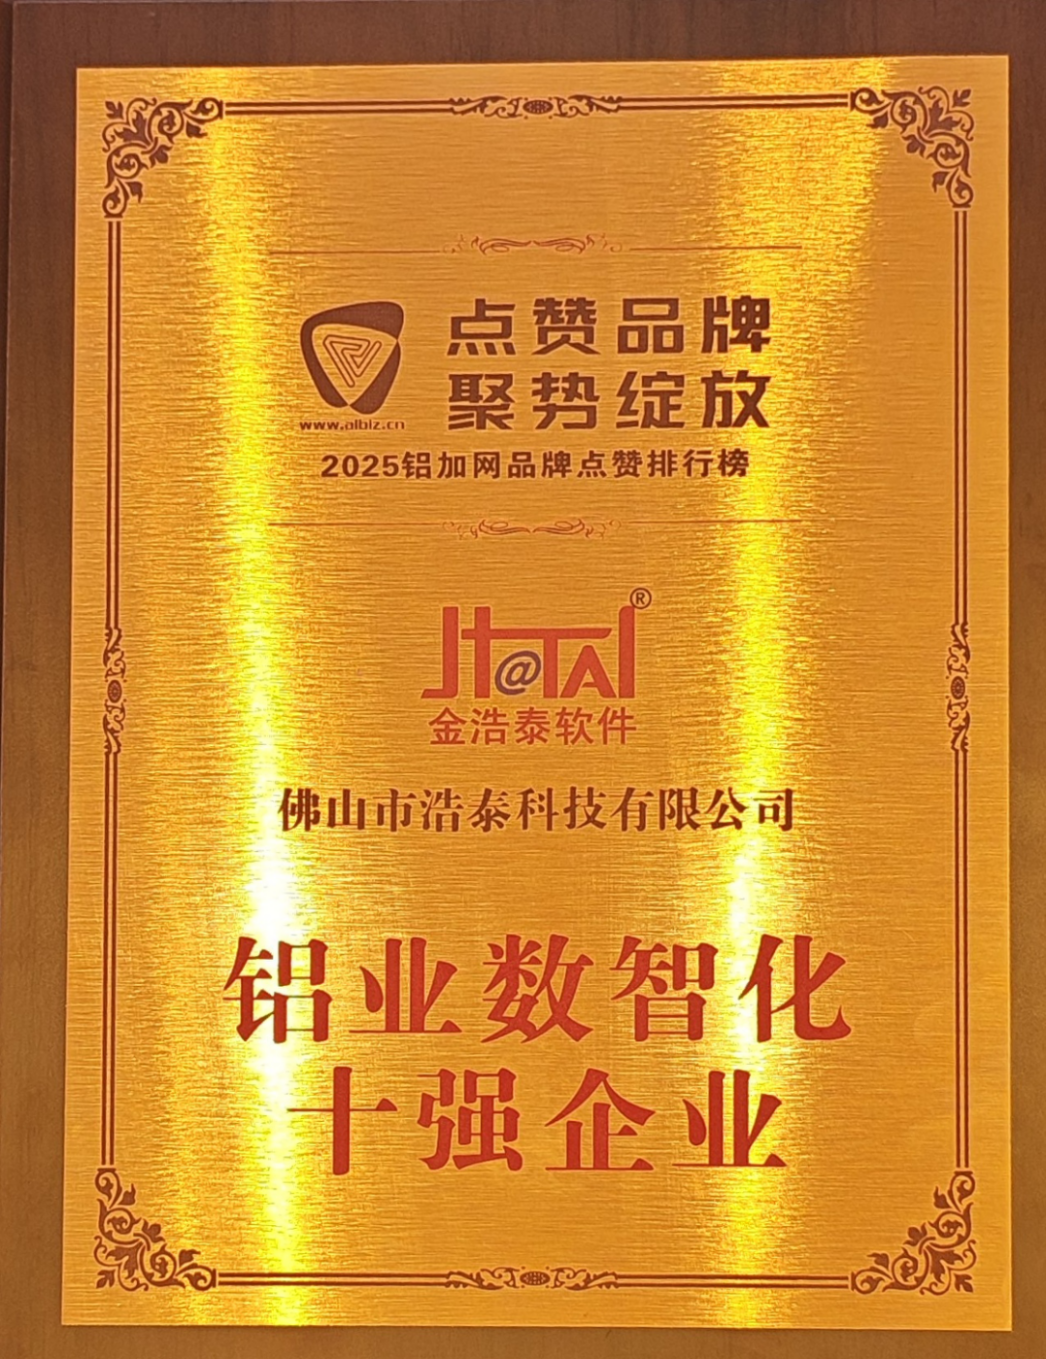 点赞品牌
聚势绽放
www.albiz.cn
2025铝加网品牌点赞排行榜
JH@TAI®
金浩泰软件
佛山市浩泰科技有限公司
铝业数智化
十强企业